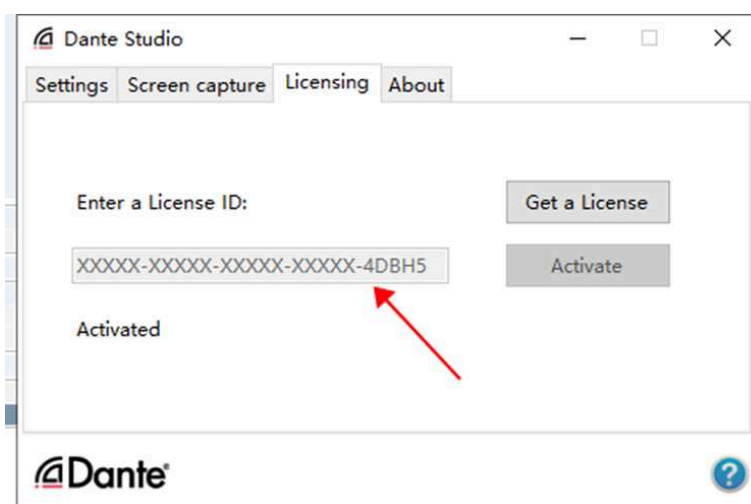 Dante Studio
Settings Screen capture Licensing About
Enter a License ID:
Get a License
XXXXX-XXXXX-XXXXX-XXXXX-4DBH5
Activate
Activated
Dante
?